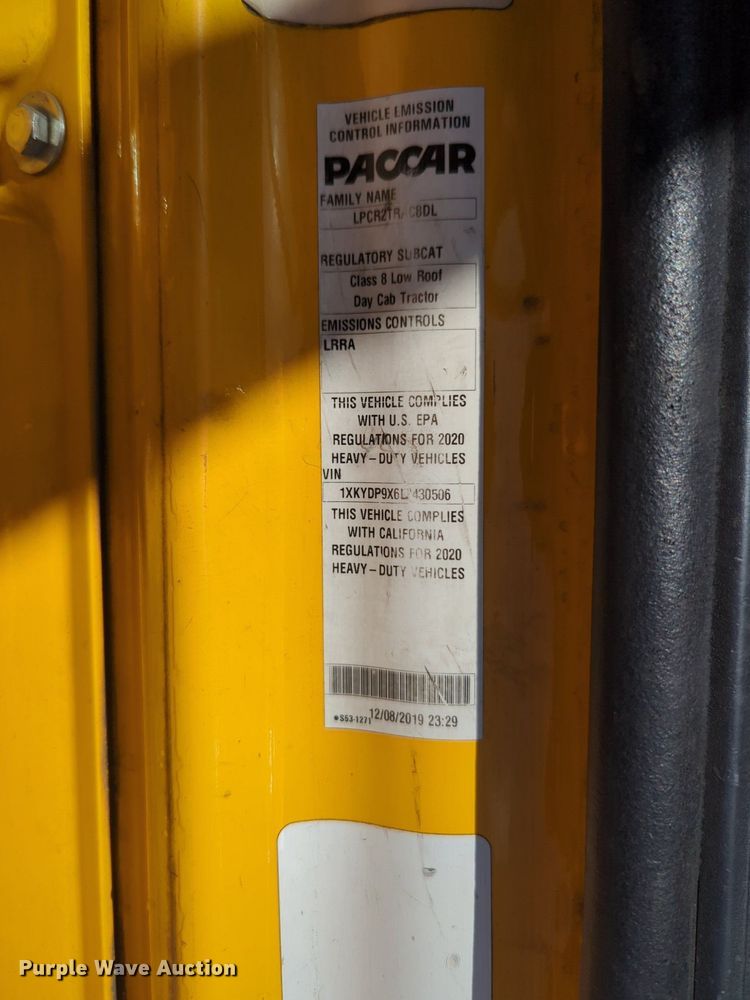 VEHICLE EMISSION
CONTROL INFORMATION
PACCAR
FAMILY NAME
REGULATORY SUBCAT
Class 8 Low Roof
Day Cab Tractor
EMISSIONS CONTROLS
LRRA
THIS VEHICLE COMPLIES
WITH U.S. EPA
REGULATIONS FOR 2020
HEAVY-DUTY VEHICLES
VIN
THIS VEHICLE COMPLIES
WITH CALIFORNIA
REGULATIONS FOR 2020
HEAVY-DUTY VEHICLES
S53-1271 12/08/2019 23:29
Purple Wave Auction